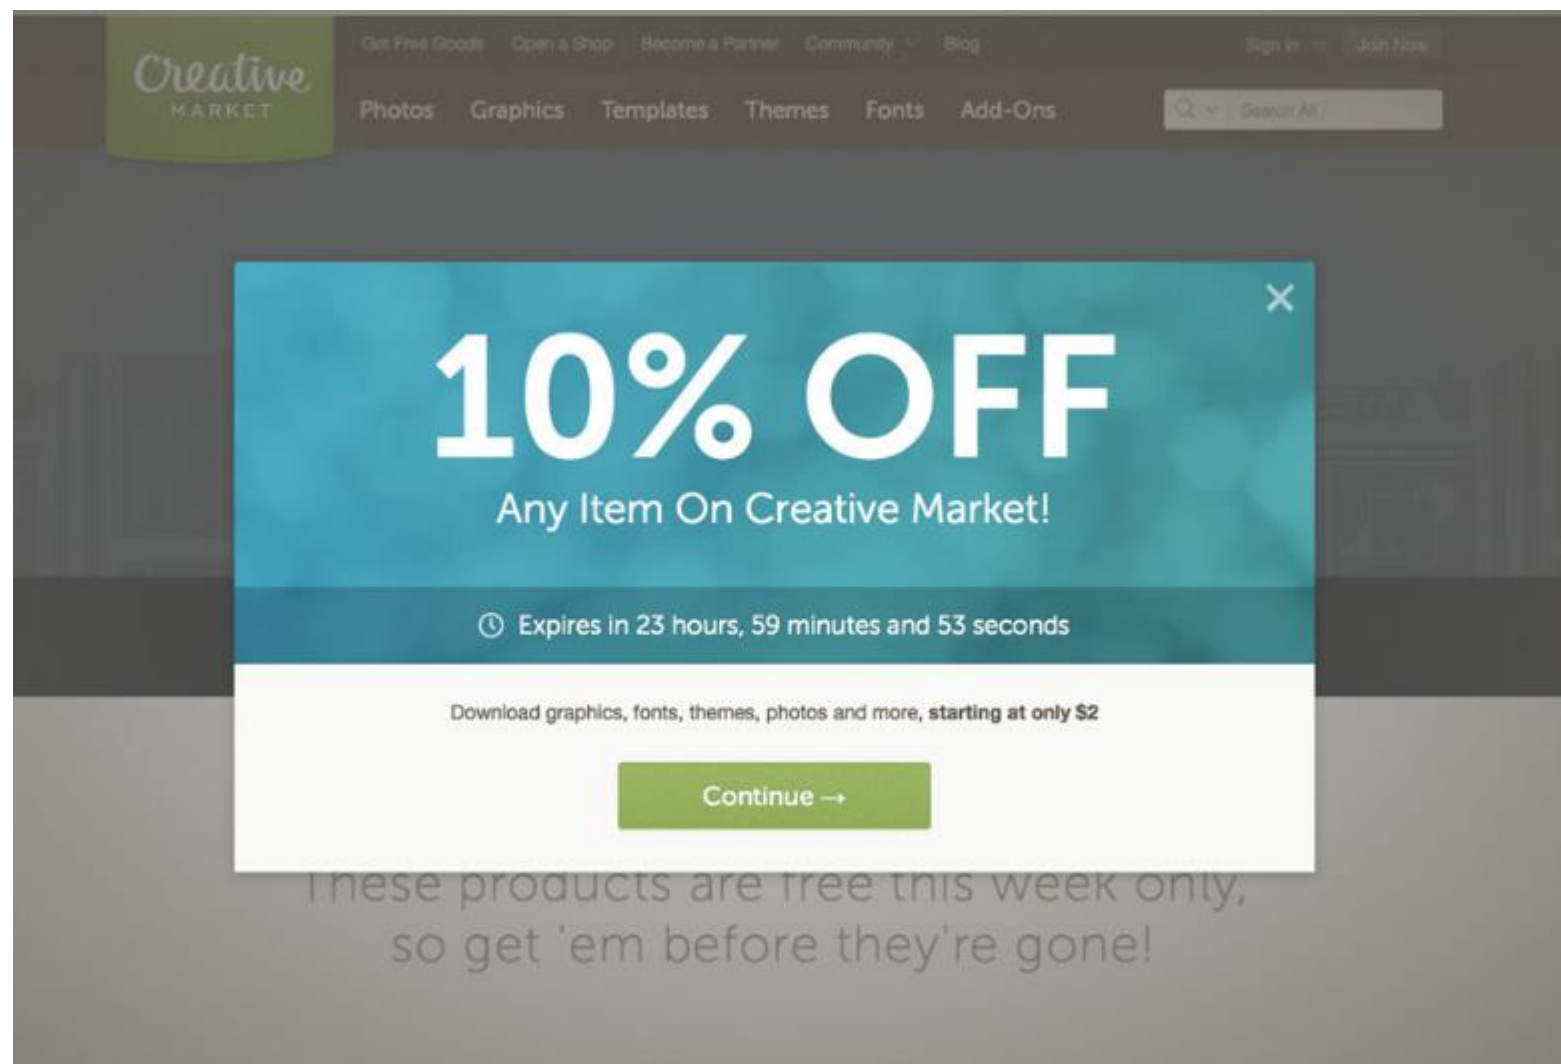 Creative
MARKET
Get Free Goods Open a Shop Become a Partner Community Blog
Sign In or Join Now
Photos Graphics Templates Themes Fonts Add-Ons
Search All
10% OFF
Any Item On Creative Market!
Expires in 23 hours, 59 minutes and 53 seconds
Download graphics, fonts, themes, photos and more, starting at only $2
Continue →
These products are free this week only,
so get 'em before they're gone!